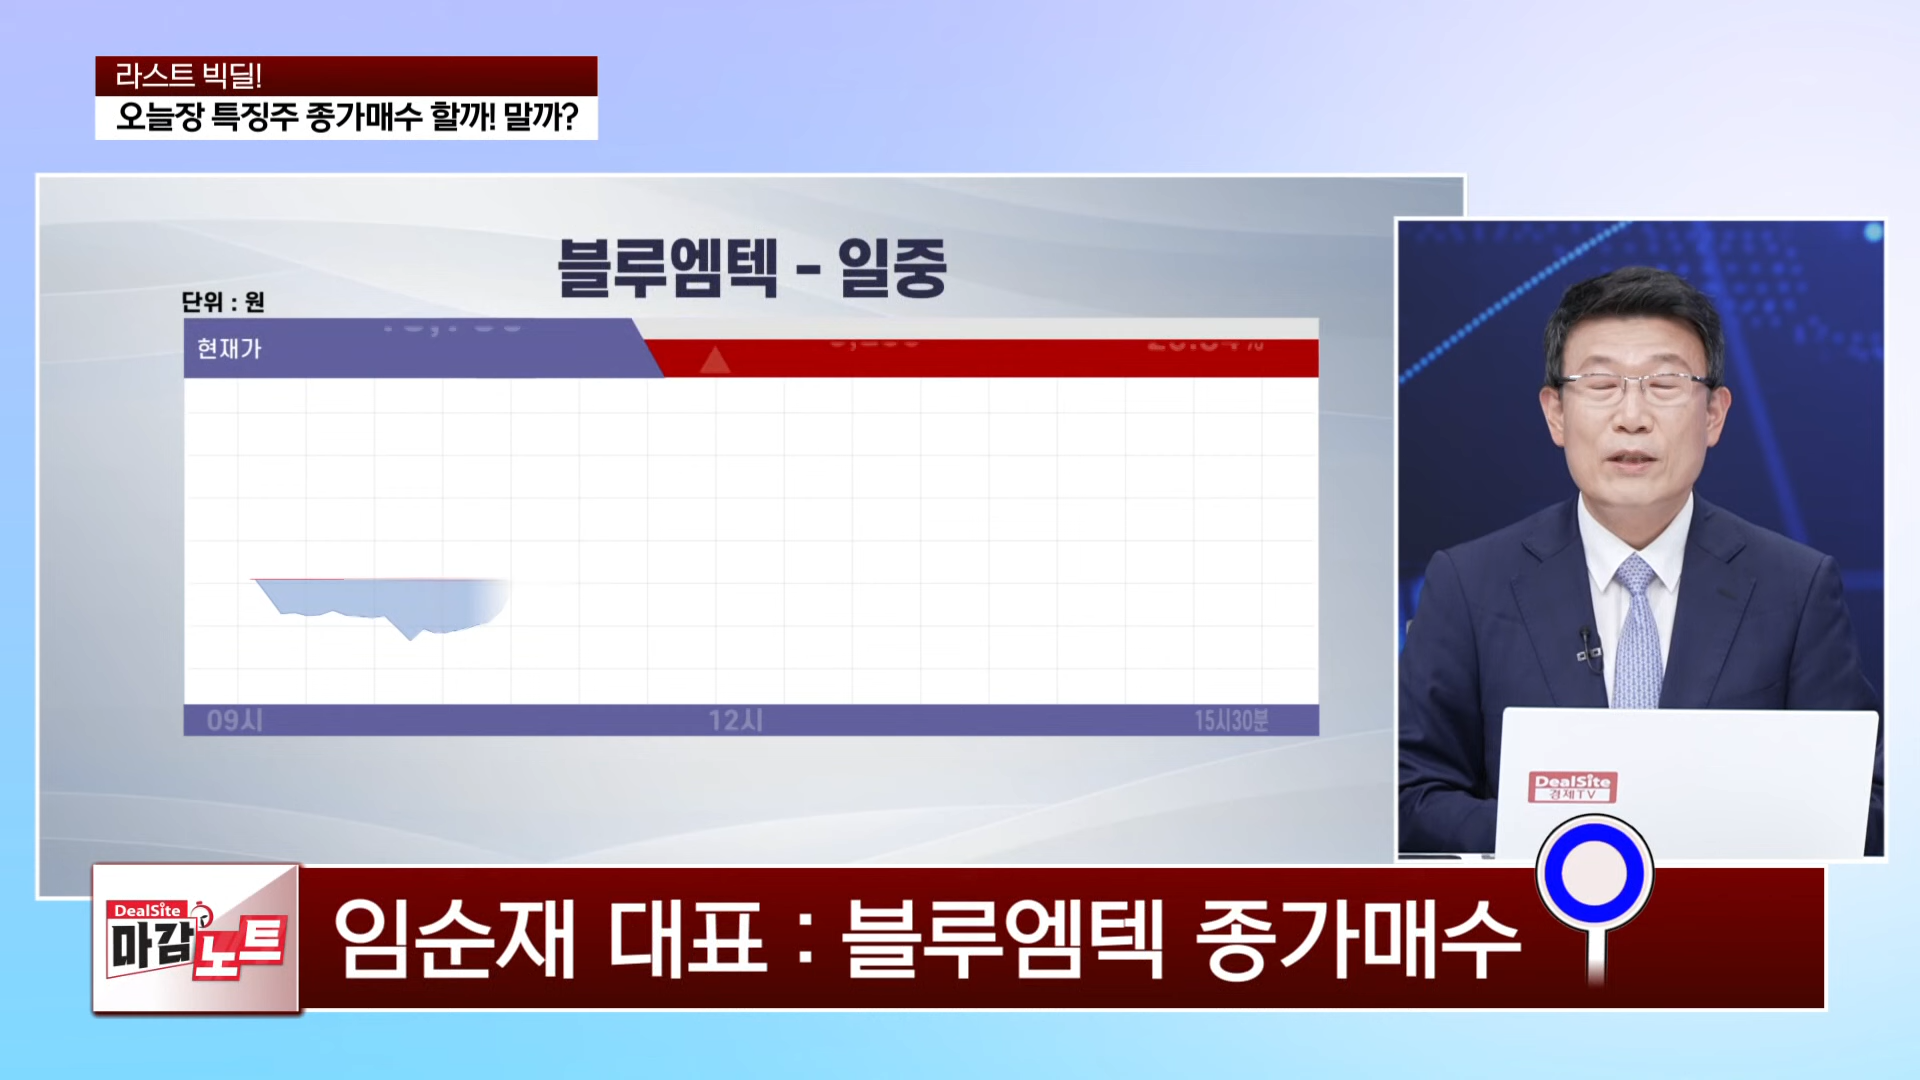 라스트 빅딜!
오늘장 특징주 종가매수 할까! 말까?
블루엠텍 - 일중
단위 : 원
현재가
09시 12시 15시30분
DealSite
경제TV
DealSite
마감노트
임순재 대표 : 블루엠텍 종가매수